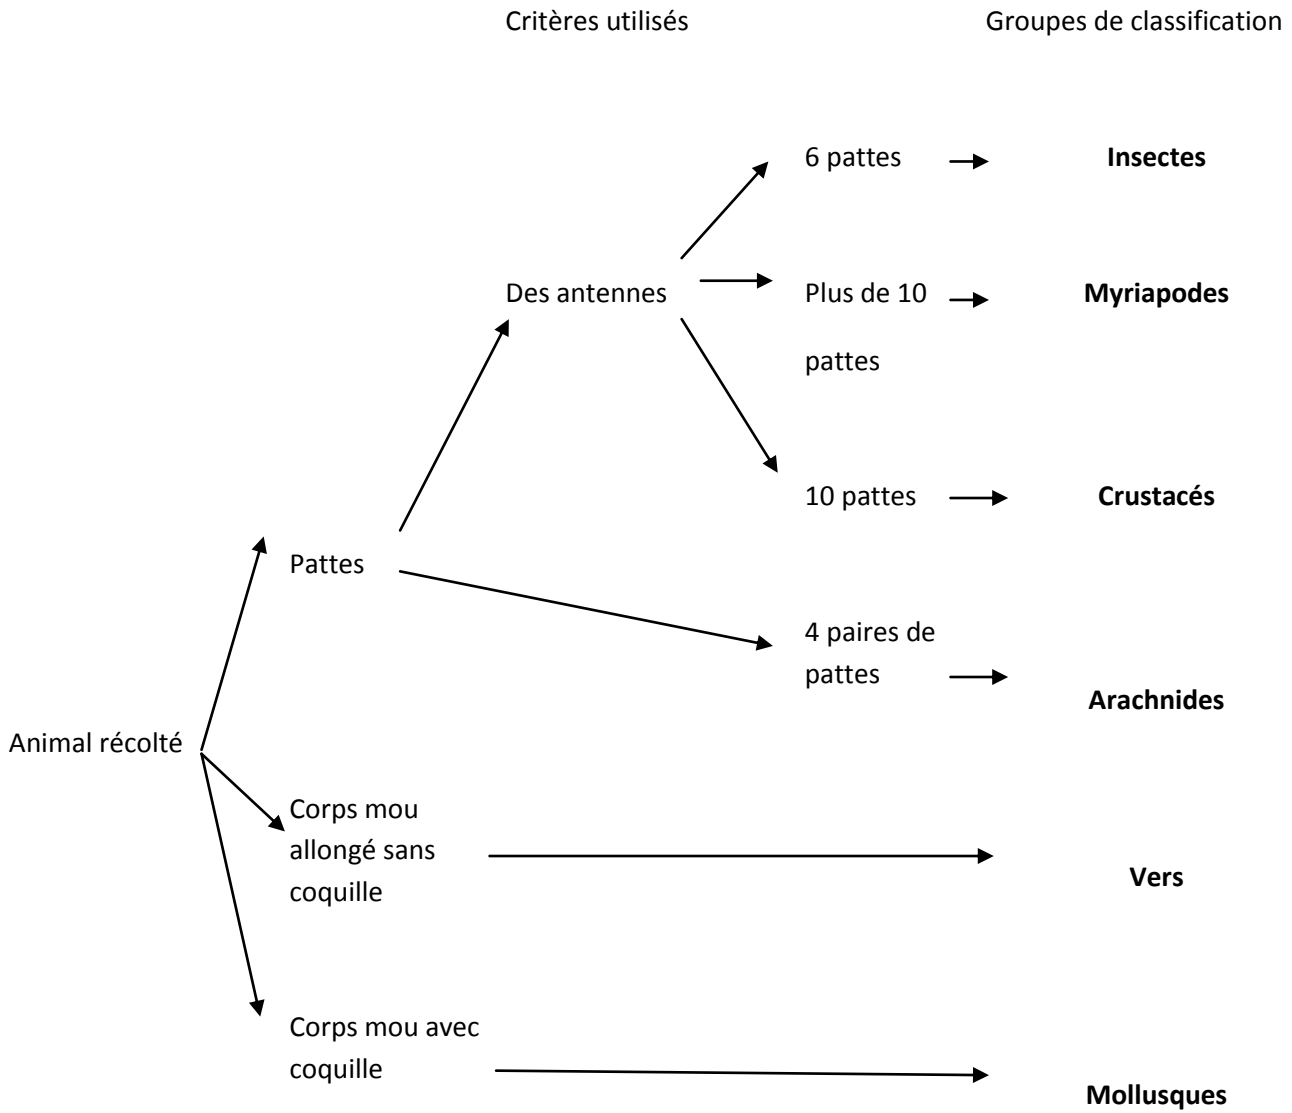 Critères utilisés
Groupes de classification
6 pattes
Insectes
Des antennes
Plus de 10
pattes
Myriapodes
10 pattes
Crustacés
Pattes
4 paires de
pattes
Arachnides
Animal récolté
Corps mou
allongé sans
coquille
Vers
Corps mou avec
coquille
Mollusques